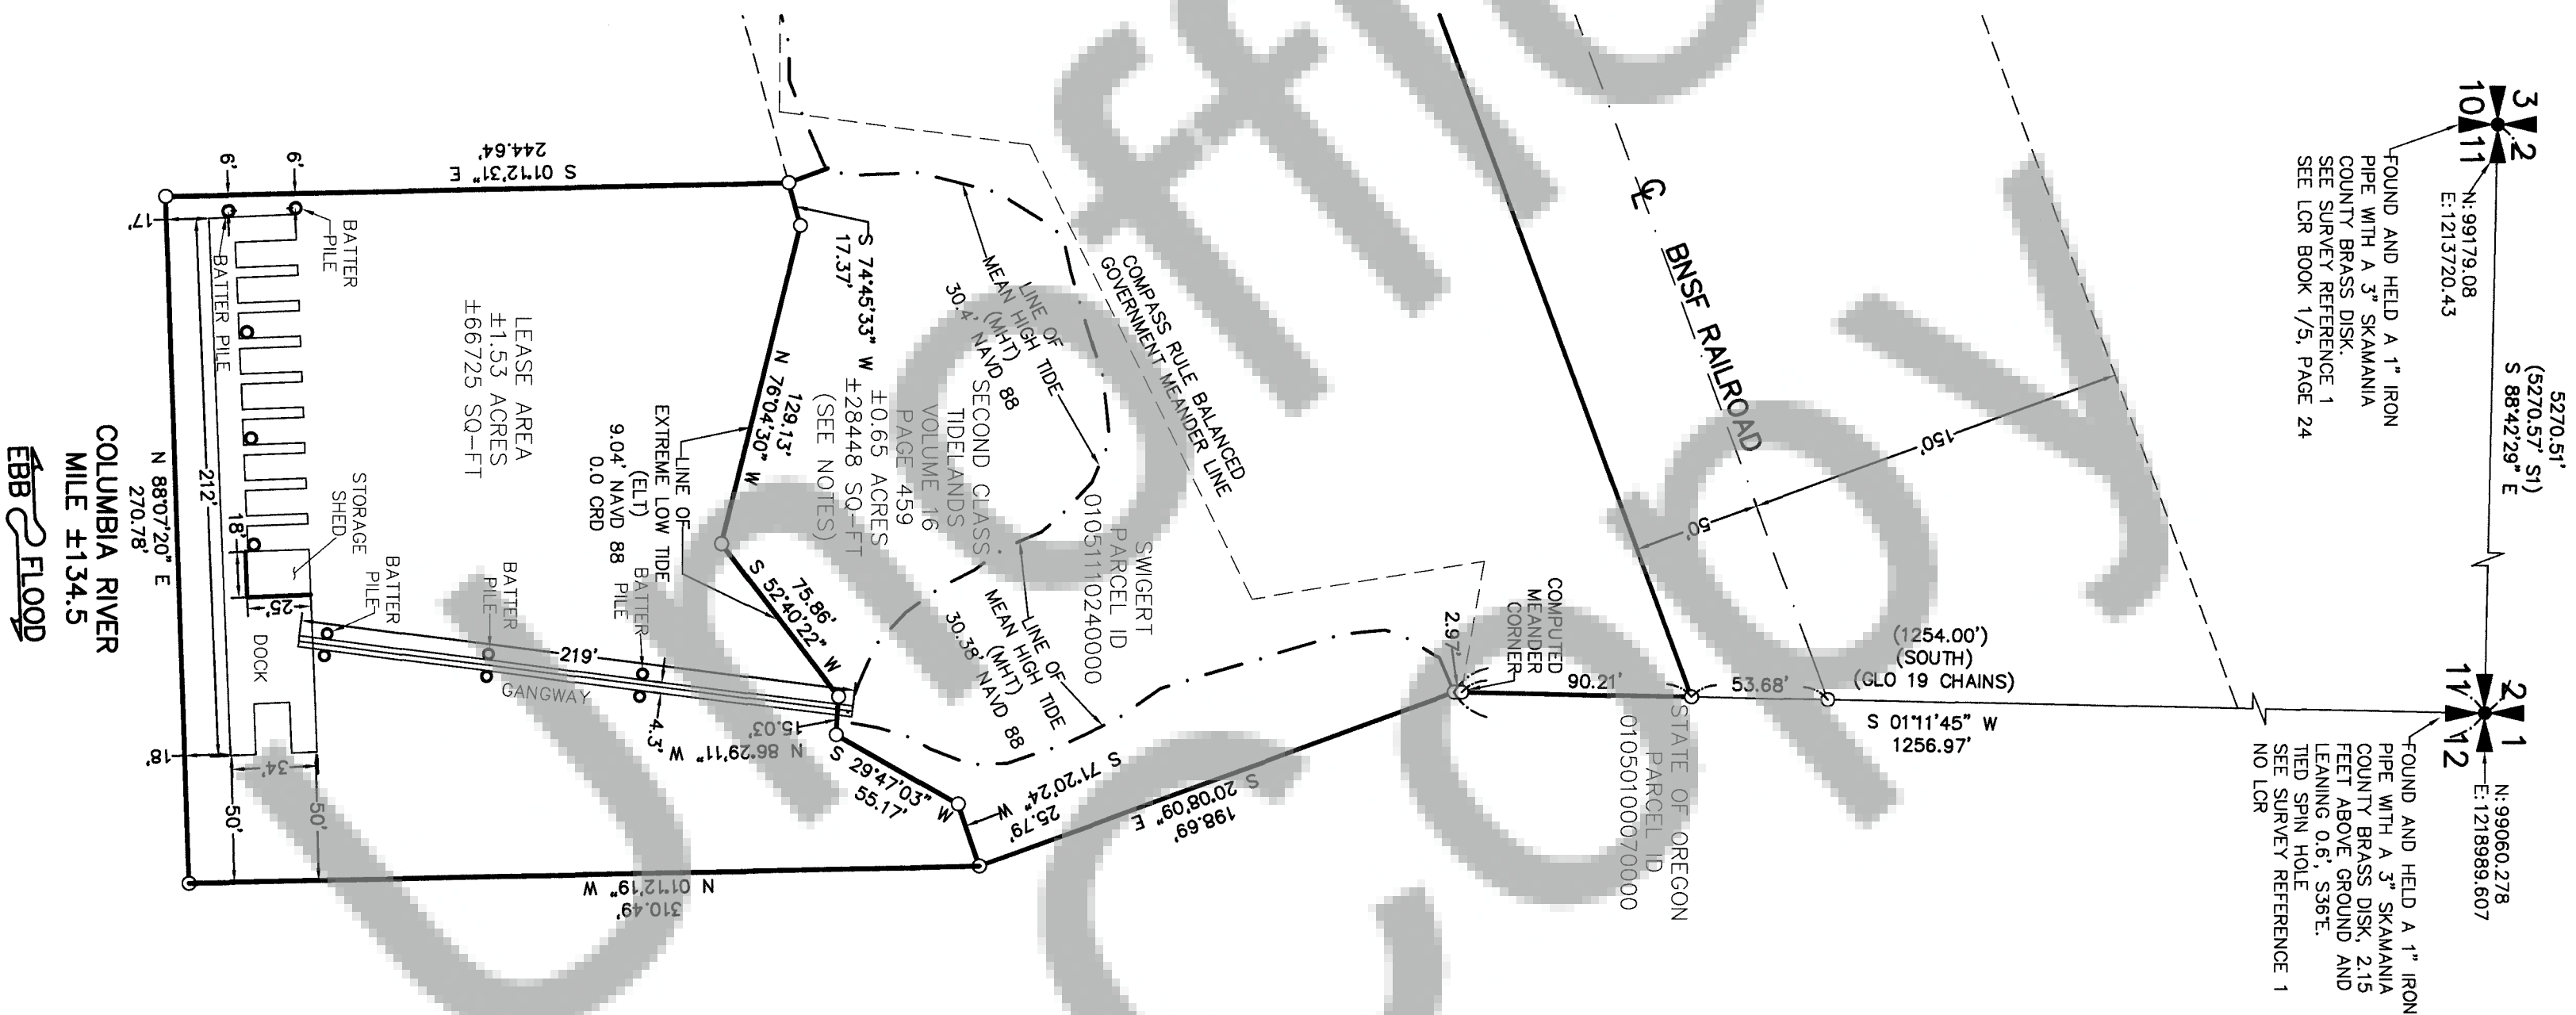 5270.51'
(5270.57' S1)
S 88°42'29" E
3
2
10
11
N:99179.08
E:1213720.43
FOUND AND HELD A 1" IRON
PIPE WITH A 3" SKAMANIA
COUNTY BRASS DISK.
SEE SURVEY REFERENCE 1
SEE LCR BOOK 1/5, PAGE 24
2
1
11
12
N:99060.278
E:1218989.607
FOUND AND HELD A 1" IRON
PIPE WITH A 3" SKAMANIA
COUNTY BRASS DISK, 2.15
FEET ABOVE GROUND AND
LEANING 0.6', S36°E.
TIED SPIN HOLE
SEE SURVEY REFERENCE 1
NO LCR
(1254.00')
(SOUTH)
(GLO 19 CHAINS)
S 01°11'45" W
1256.97'
53.68'
90.21'
2.97'
150'
50'
CL
BNSF RAILROAD
COMPUTED
MEANDER
CORNER
STATE OF OREGON
PARCEL ID
01050100070000
COMPASS RULE BALANCED
GOVERNMENT MEANDER LINE
SWIGERT
PARCEL ID
01051110240000
LINE OF
MEAN HIGH TIDE
(MHT)
30.4' NAVD 88
LINE OF
MEAN HIGH TIDE
(MHT)
30.38' NAVD 88
SECOND CLASS
TIDELANDS
VOLUME 16
PAGE 459
±0.65 ACRES
±28448 SQ-FT
(SEE NOTES)
S 20°08'09" E
198.69'
S 71°20'24" W
25.79'
S 29°47'03" W
55.17'
N 86°29'11" W
15.03'
75.86'
S 52°40'22" W
129.13'
N 76°04'30" W
S 74°45'33" W
17.37'
LINE OF
EXTREME LOW TIDE
(ELT)
9.04' NAVD 88
0.0 CRD
S 01°12'31" E
244.64'
N 01°12'19" W
310.49'
N 88°07'20" E
270.78'
LEASE AREA
±1.53 ACRES
±66725 SQ-FT
BATTER
PILE
BATTER PILE
BATTER
PILE
BATTER
PILE
BATTER
PILE
STORAGE
SHED
DOCK
GANGWAY
219'
4.3'
212'
18'
25'
34'
50'
50'
18'
17'
6'
6'
COLUMBIA RIVER
MILE ±134.5
EBB FLOOD
Unofficial
Copy